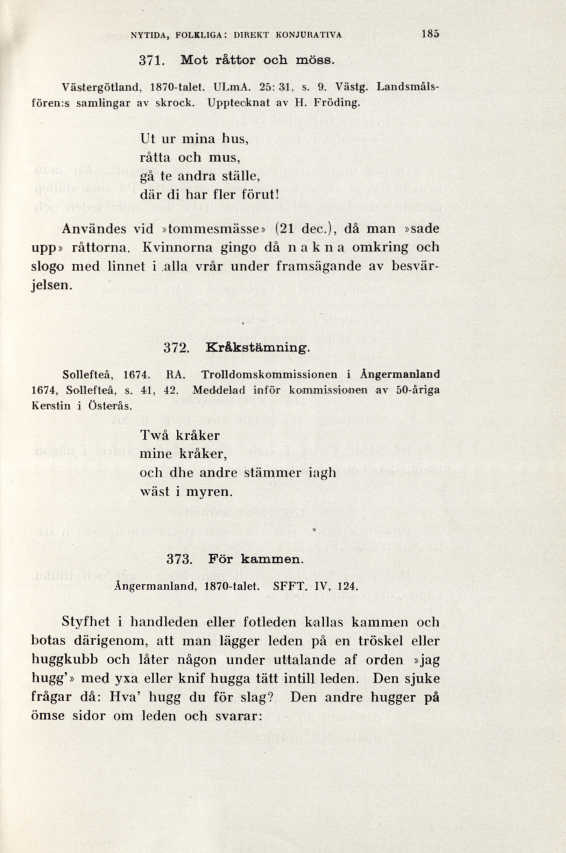 NYTIDA, FOLKLIGA: DIREKT KONJURATIVA 185
371. Mot råttor och möss.
Västergötland, 1870-talet. ULmA. 25: 31, s. 9. Västg. Landsmåls-
fören:s samlingar av skrock. Upptecknat av H. Fröding.
Ut ur mina hus,
råtta och mus,
gå te andra ställe,
där di har fler förut!
Användes vid »tommesmässe» (21 dec.), då man »sade
upp» råttorna. Kvinnorna gingo då n a k n a omkring och
slogo med linnet i alla vrår under framsägande av besvär-
jelsen.
372. Kråkstämning.
Sollefteå, 1674. RA. Trolldomskommissionen i Ångermanland
1674, Sollefteå, s. 41, 42. Meddelad inför kommissionen av 50-åriga
Kerstin i Österås.
Twå kråker
mine kråker,
och dhe andre stämmer iagh
wäst i myren.
373. För kammen.
Ångermanland, 1870-talet. SFFT. IV, 124.
Styfhet i handleden eller fotleden kallas kammen och
botas därigenom, att man lägger leden på en tröskel eller
huggkubb och låter någon under uttalande af orden »jag
hugg'» med yxa eller knif hugga tätt intill leden. Den sjuke
frågar då: Hva' hugg du för slag? Den andre hugger på
ömse sidor om leden och svarar: